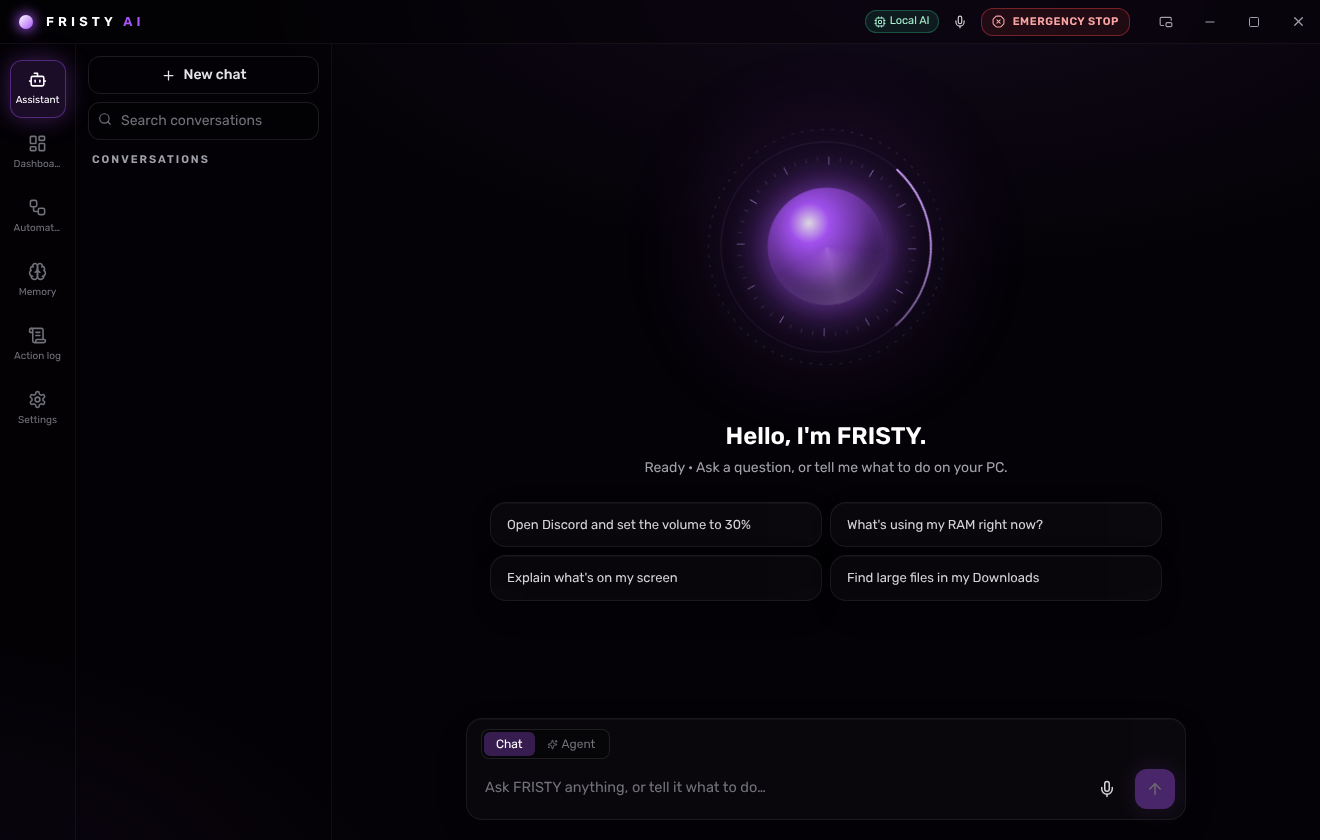 FRISTY AI
Local AI
EMERGENCY STOP
Assistant
Dashboa…
Automat…
Memory
Action log
Settings
New chat
Search conversations
CONVERSATIONS
Hello, I'm FRISTY.
Ready • Ask a question, or tell me what to do on your PC.
Open Discord and set the volume to 30%
What's using my RAM right now?
Explain what's on my screen
Find large files in my Downloads
Chat
Agent
Ask FRISTY anything, or tell it what to do…